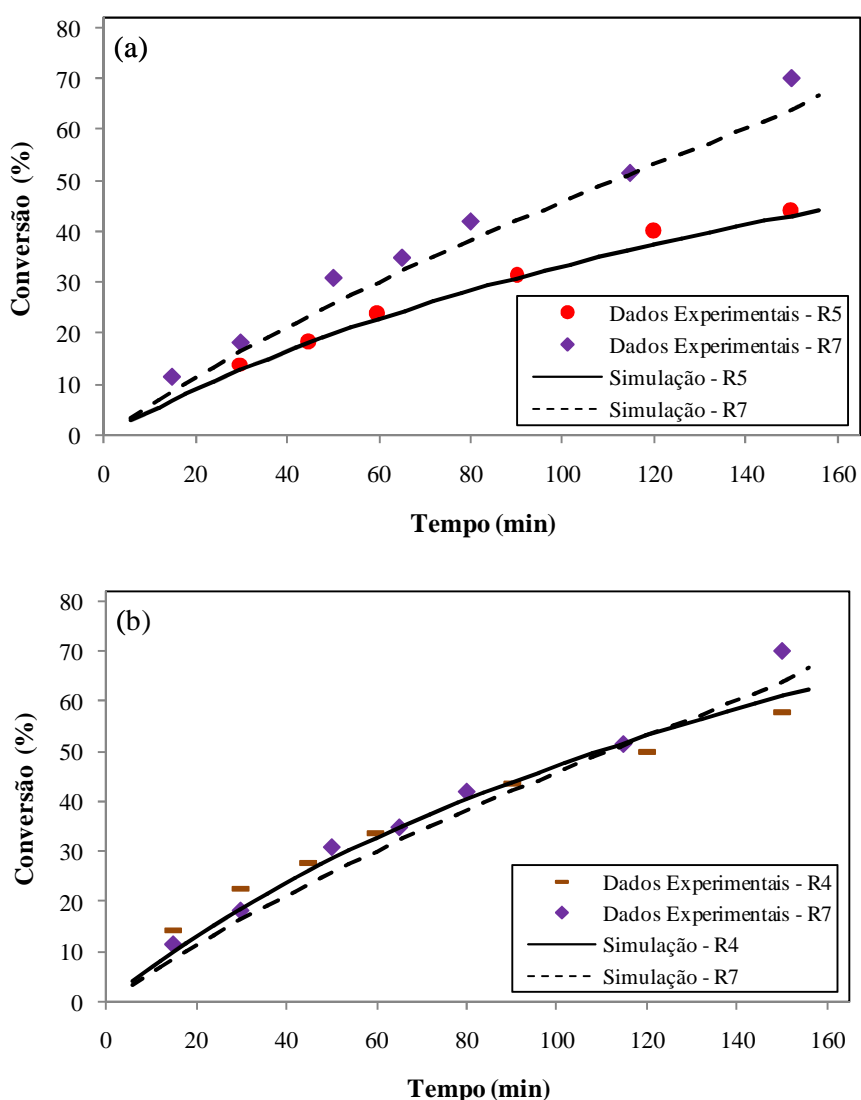 (a)
Conversão (%)
80
70
60
50
40
30
20
10
0
Dados Experimentais - R5
Dados Experimentais - R7
Simulação - R5
Simulação - R7
0 20 40 60 80 100 120 140 160
Tempo (min)
(b)
Conversão (%)
80
70
60
50
40
30
20
10
0
Dados Experimentais - R4
Dados Experimentais - R7
Simulação - R4
Simulação - R7
0 20 40 60 80 100 120 140 160
Tempo (min)